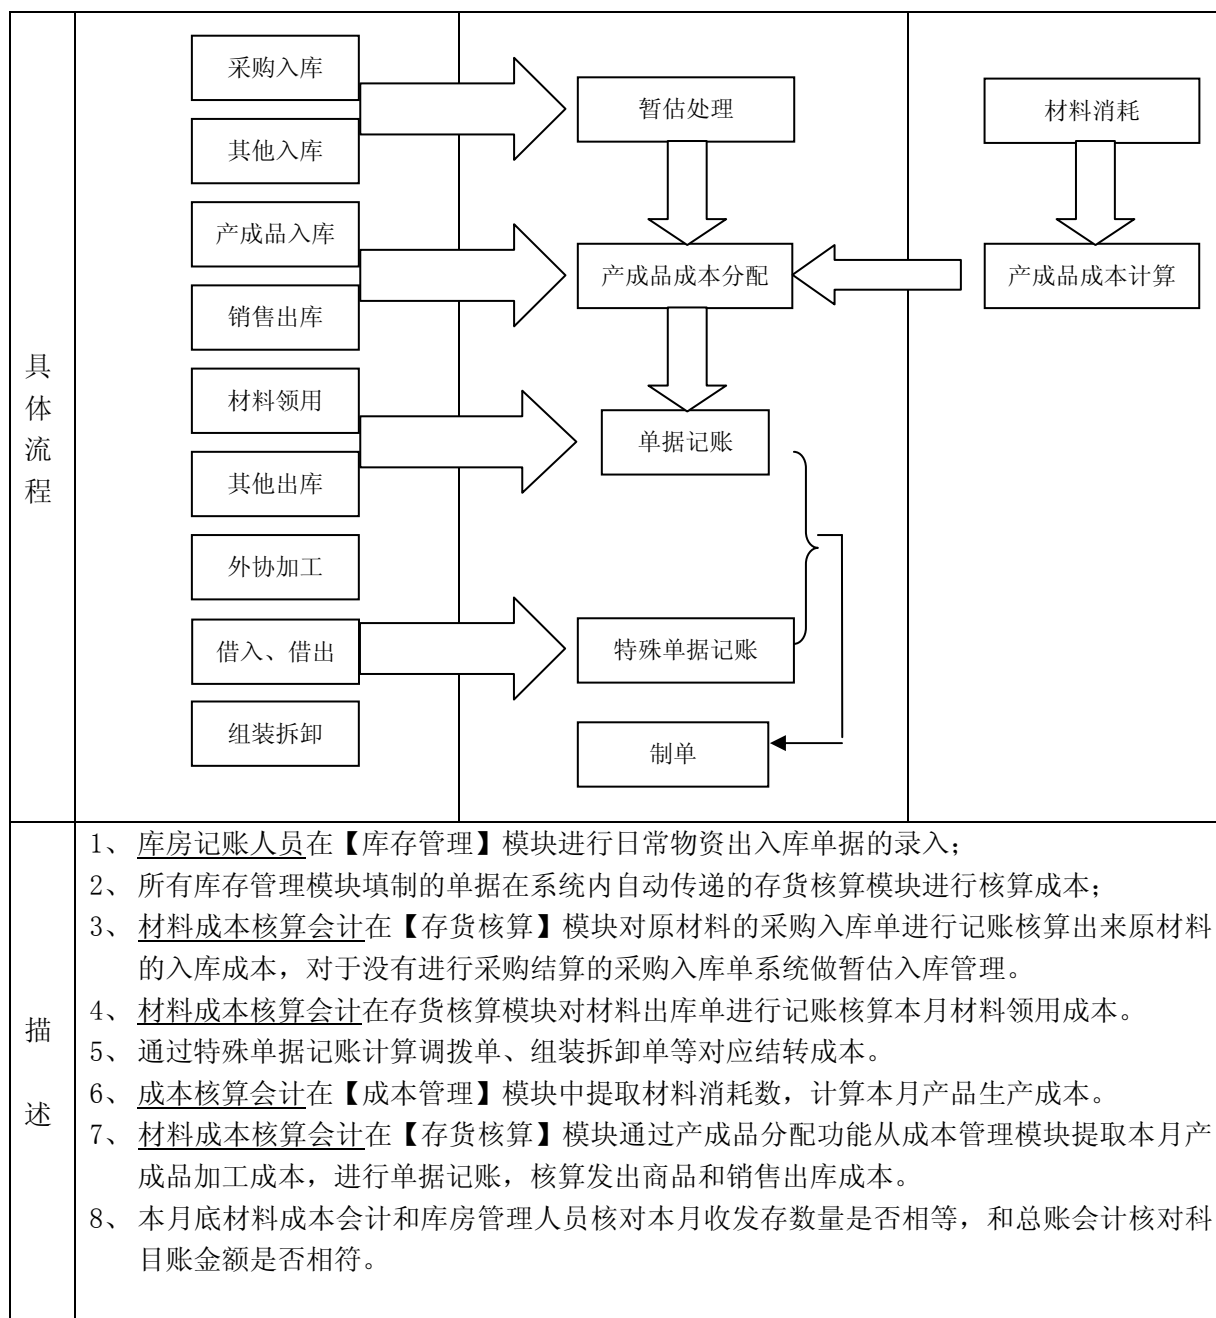 具体流程
采购入库
其他入库
产成品入库
销售出库
材料领用
其他出库
外协加工
借入、借出
组装拆卸
暂估处理
产成品成本分配
单据记账
特殊单据记账
制单
材料消耗
产成品成本计算
描述
1、 库房记账人员在【库存管理】模块进行日常物资出入库单据的录入；
2、 所有库存管理模块填制的单据在系统内自动传递的存货核算模块进行核算成本；
3、 材料成本核算会计在【存货核算】模块对原材料的采购入库单进行记账核算出来原材料
的入库成本，对于没有进行采购结算的采购入库单系统做暂估入库管理。
4、 材料成本核算会计在存货核算模块对材料出库单进行记账核算本月材料领用成本。
5、 通过特殊单据记账计算调拨单、组装拆卸单等对应结转成本。
6、 成本核算会计在【成本管理】模块中提取材料消耗数，计算本月产品生产成本。
7、 材料成本核算会计在【存货核算】模块通过产成品分配功能从成本管理模块提取本月产
成品加工成本，进行单据记账，核算发出商品和销售出库成本。
8、 本月底材料成本会计和库房管理人员核对本月收发存数量是否相等，和总账会计核对科
目账金额是否相符。